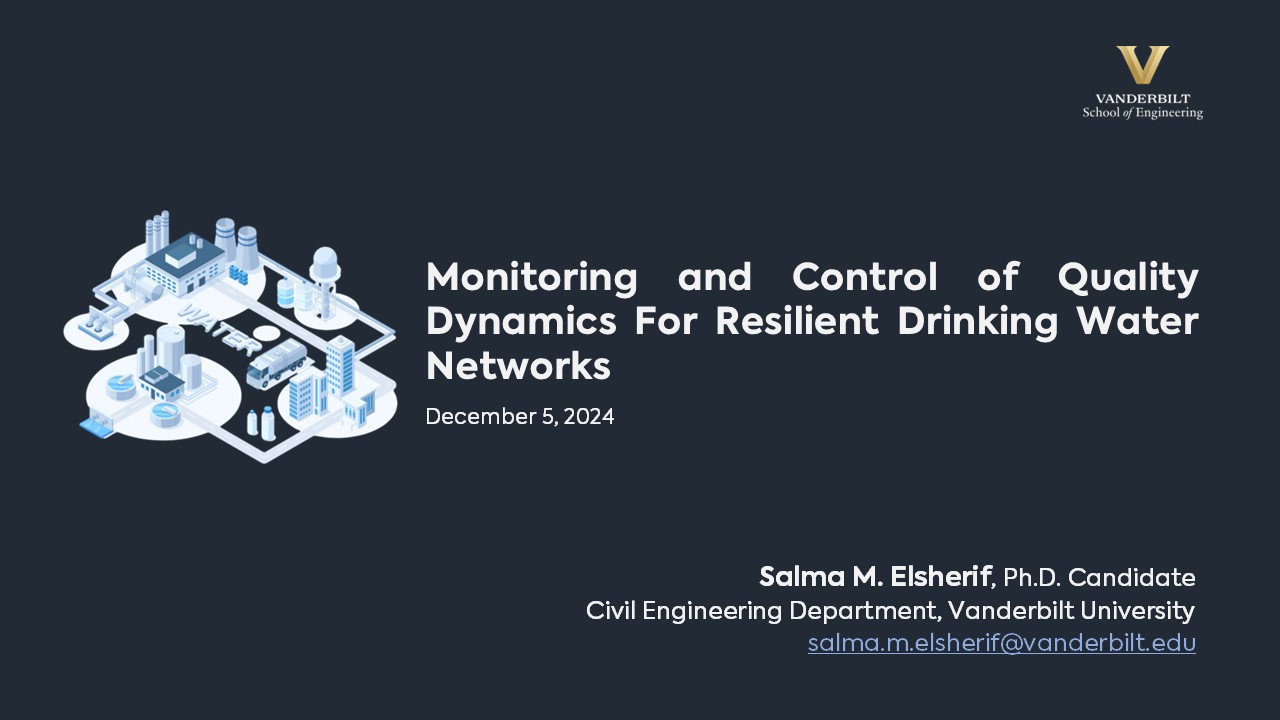 VANDERBILT
School of Engineering
WATER
Monitoring and Control of Quality
Dynamics For Resilient Drinking Water
Networks
December 5, 2024
Salma M. Elsherif, Ph.D. Candidate
Civil Engineering Department, Vanderbilt University
salma.m.elsherif@vanderbilt.edu